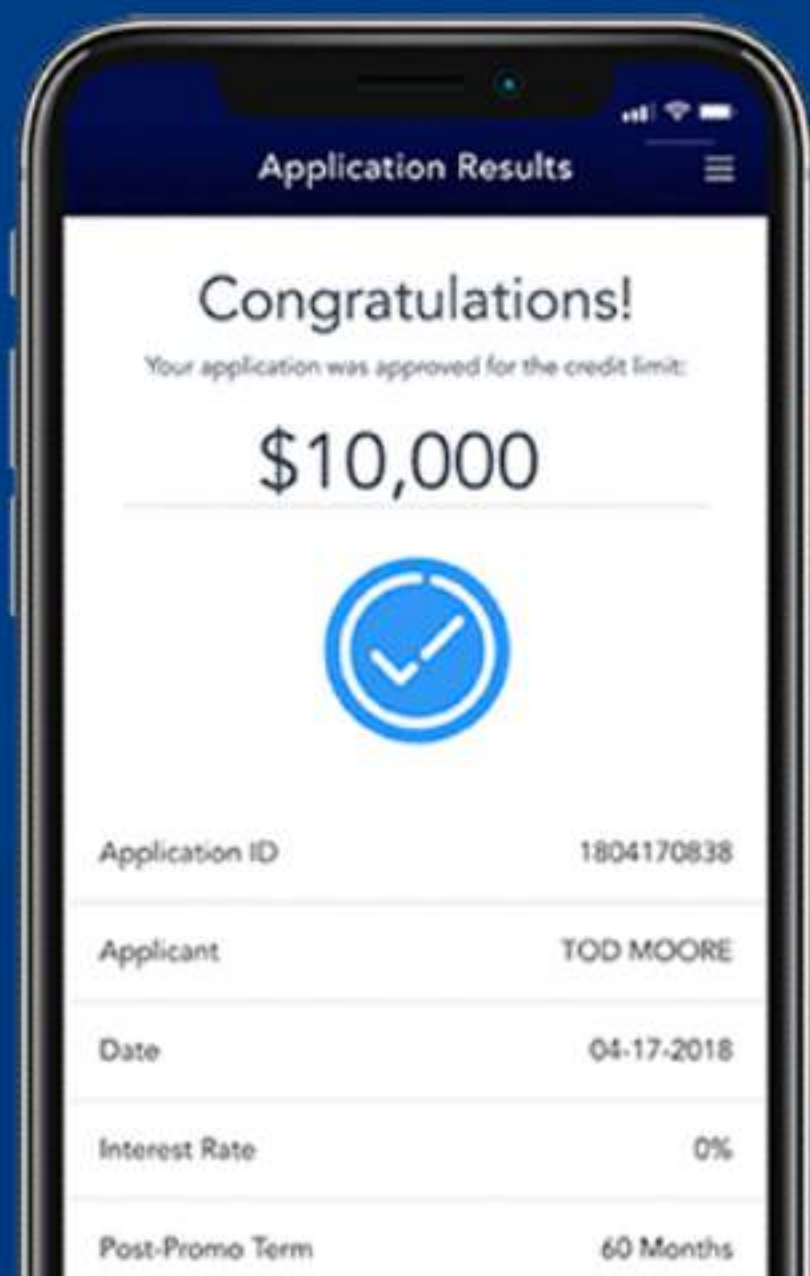 Application Results
Congratulations!
Your application was approved for the credit limit:
$10,000
Application ID 1804170838
Applicant TOD MOORE
Date 04-17-2018
Interest Rate 0%
Post-Promo Term 60 Months